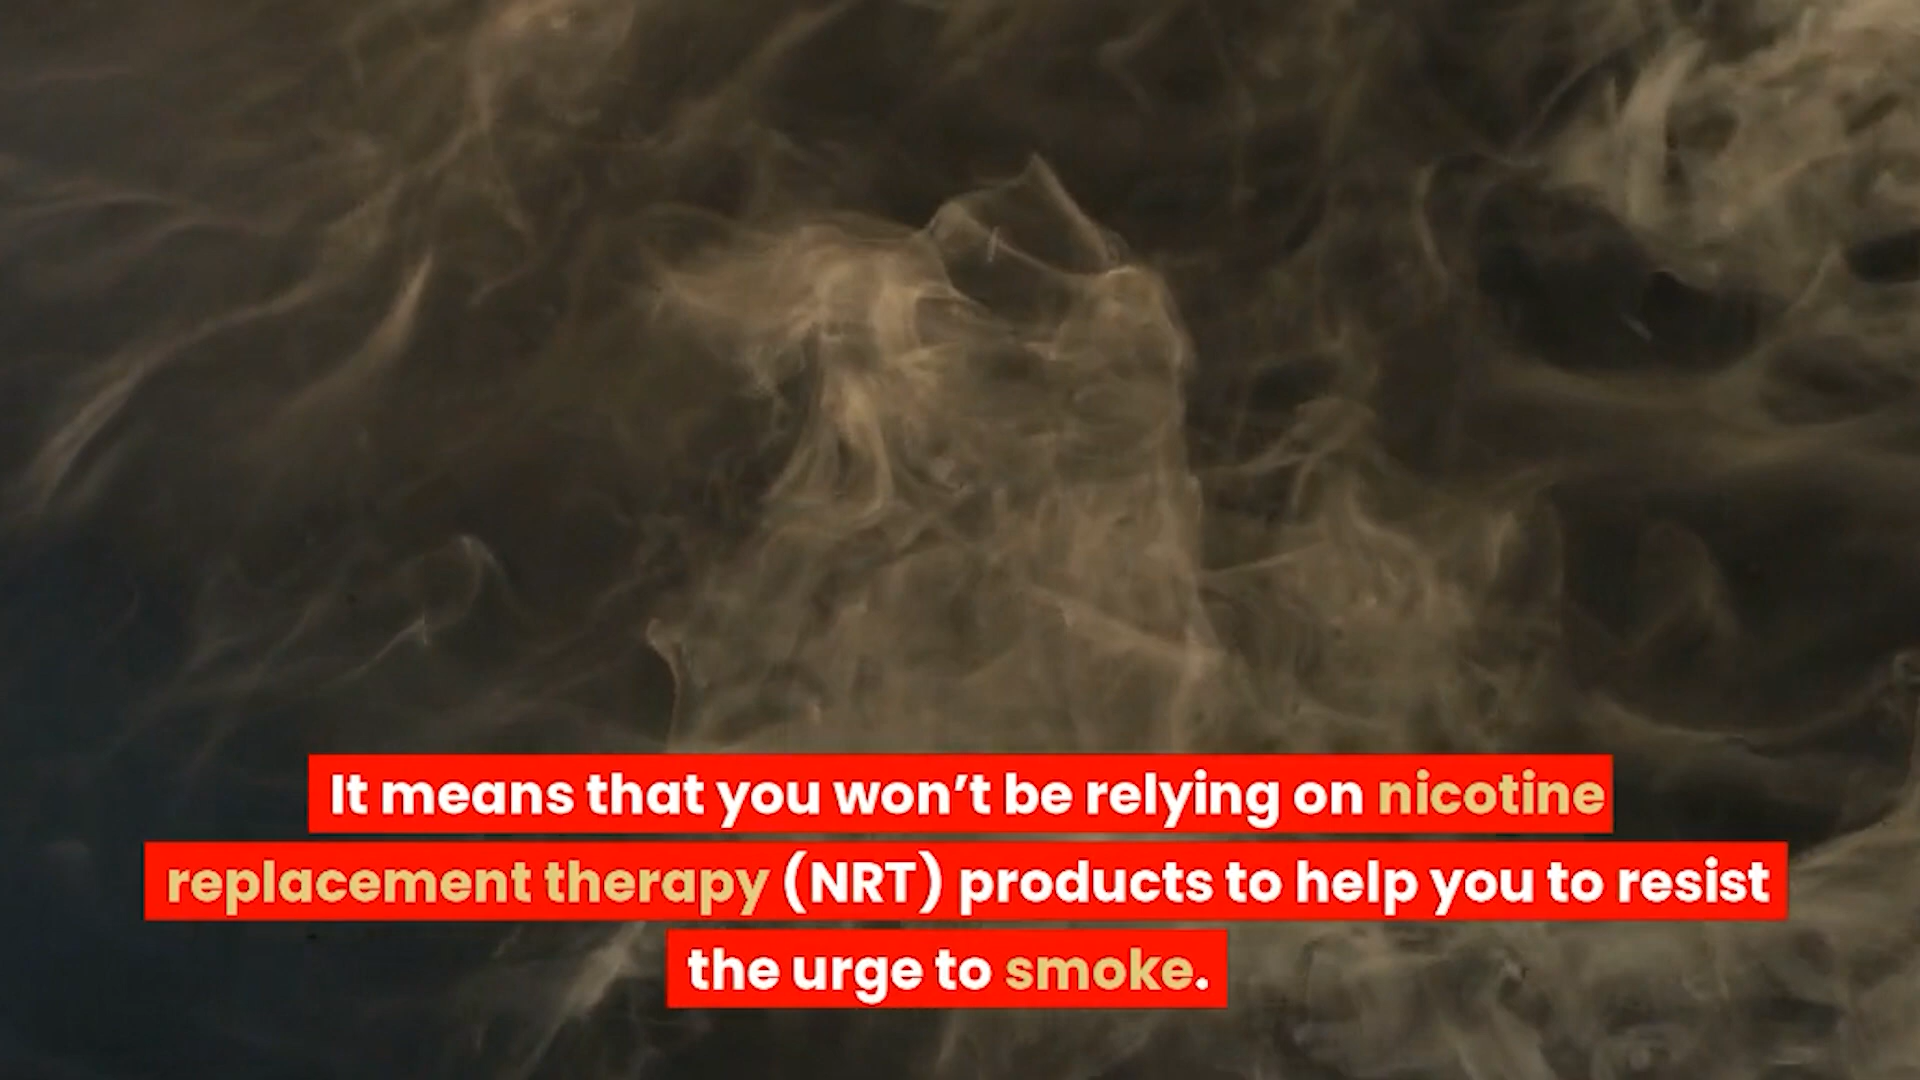 It means that you won’t be relying on nicotine
replacement therapy (NRT) products to help you to resist
the urge to smoke.